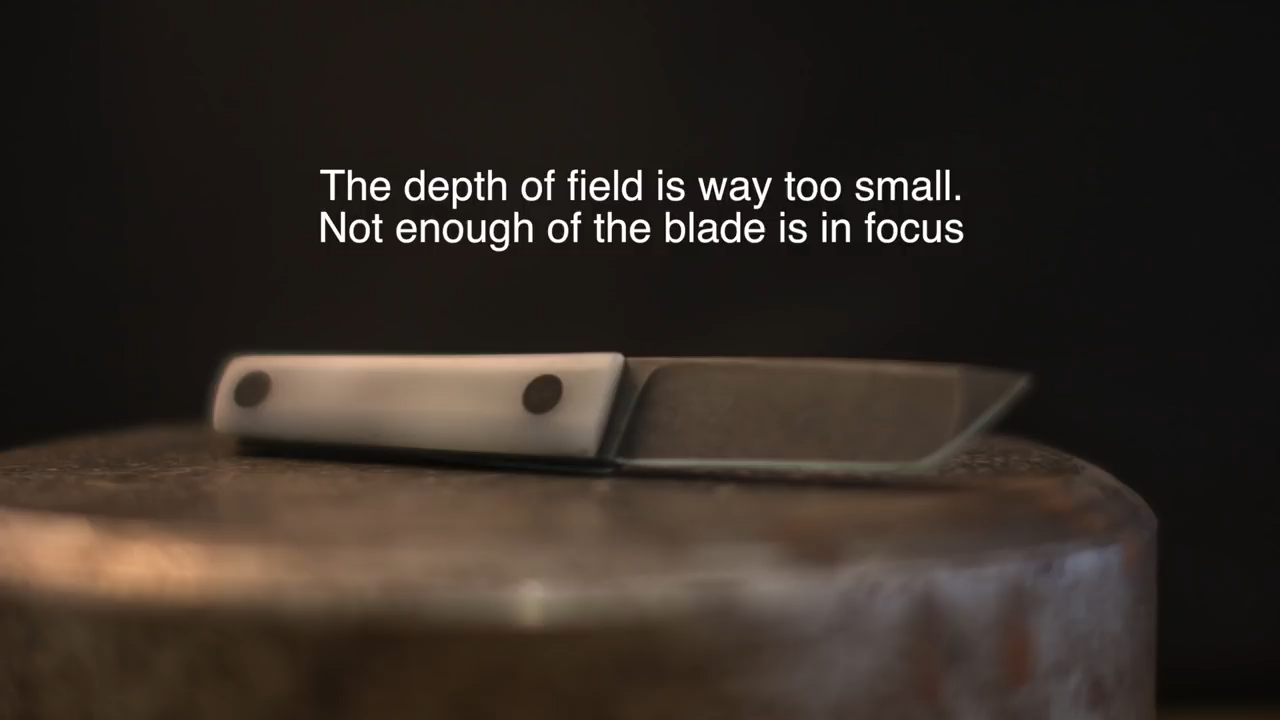 The depth of field is way too small.
Not enough of the blade is in focus